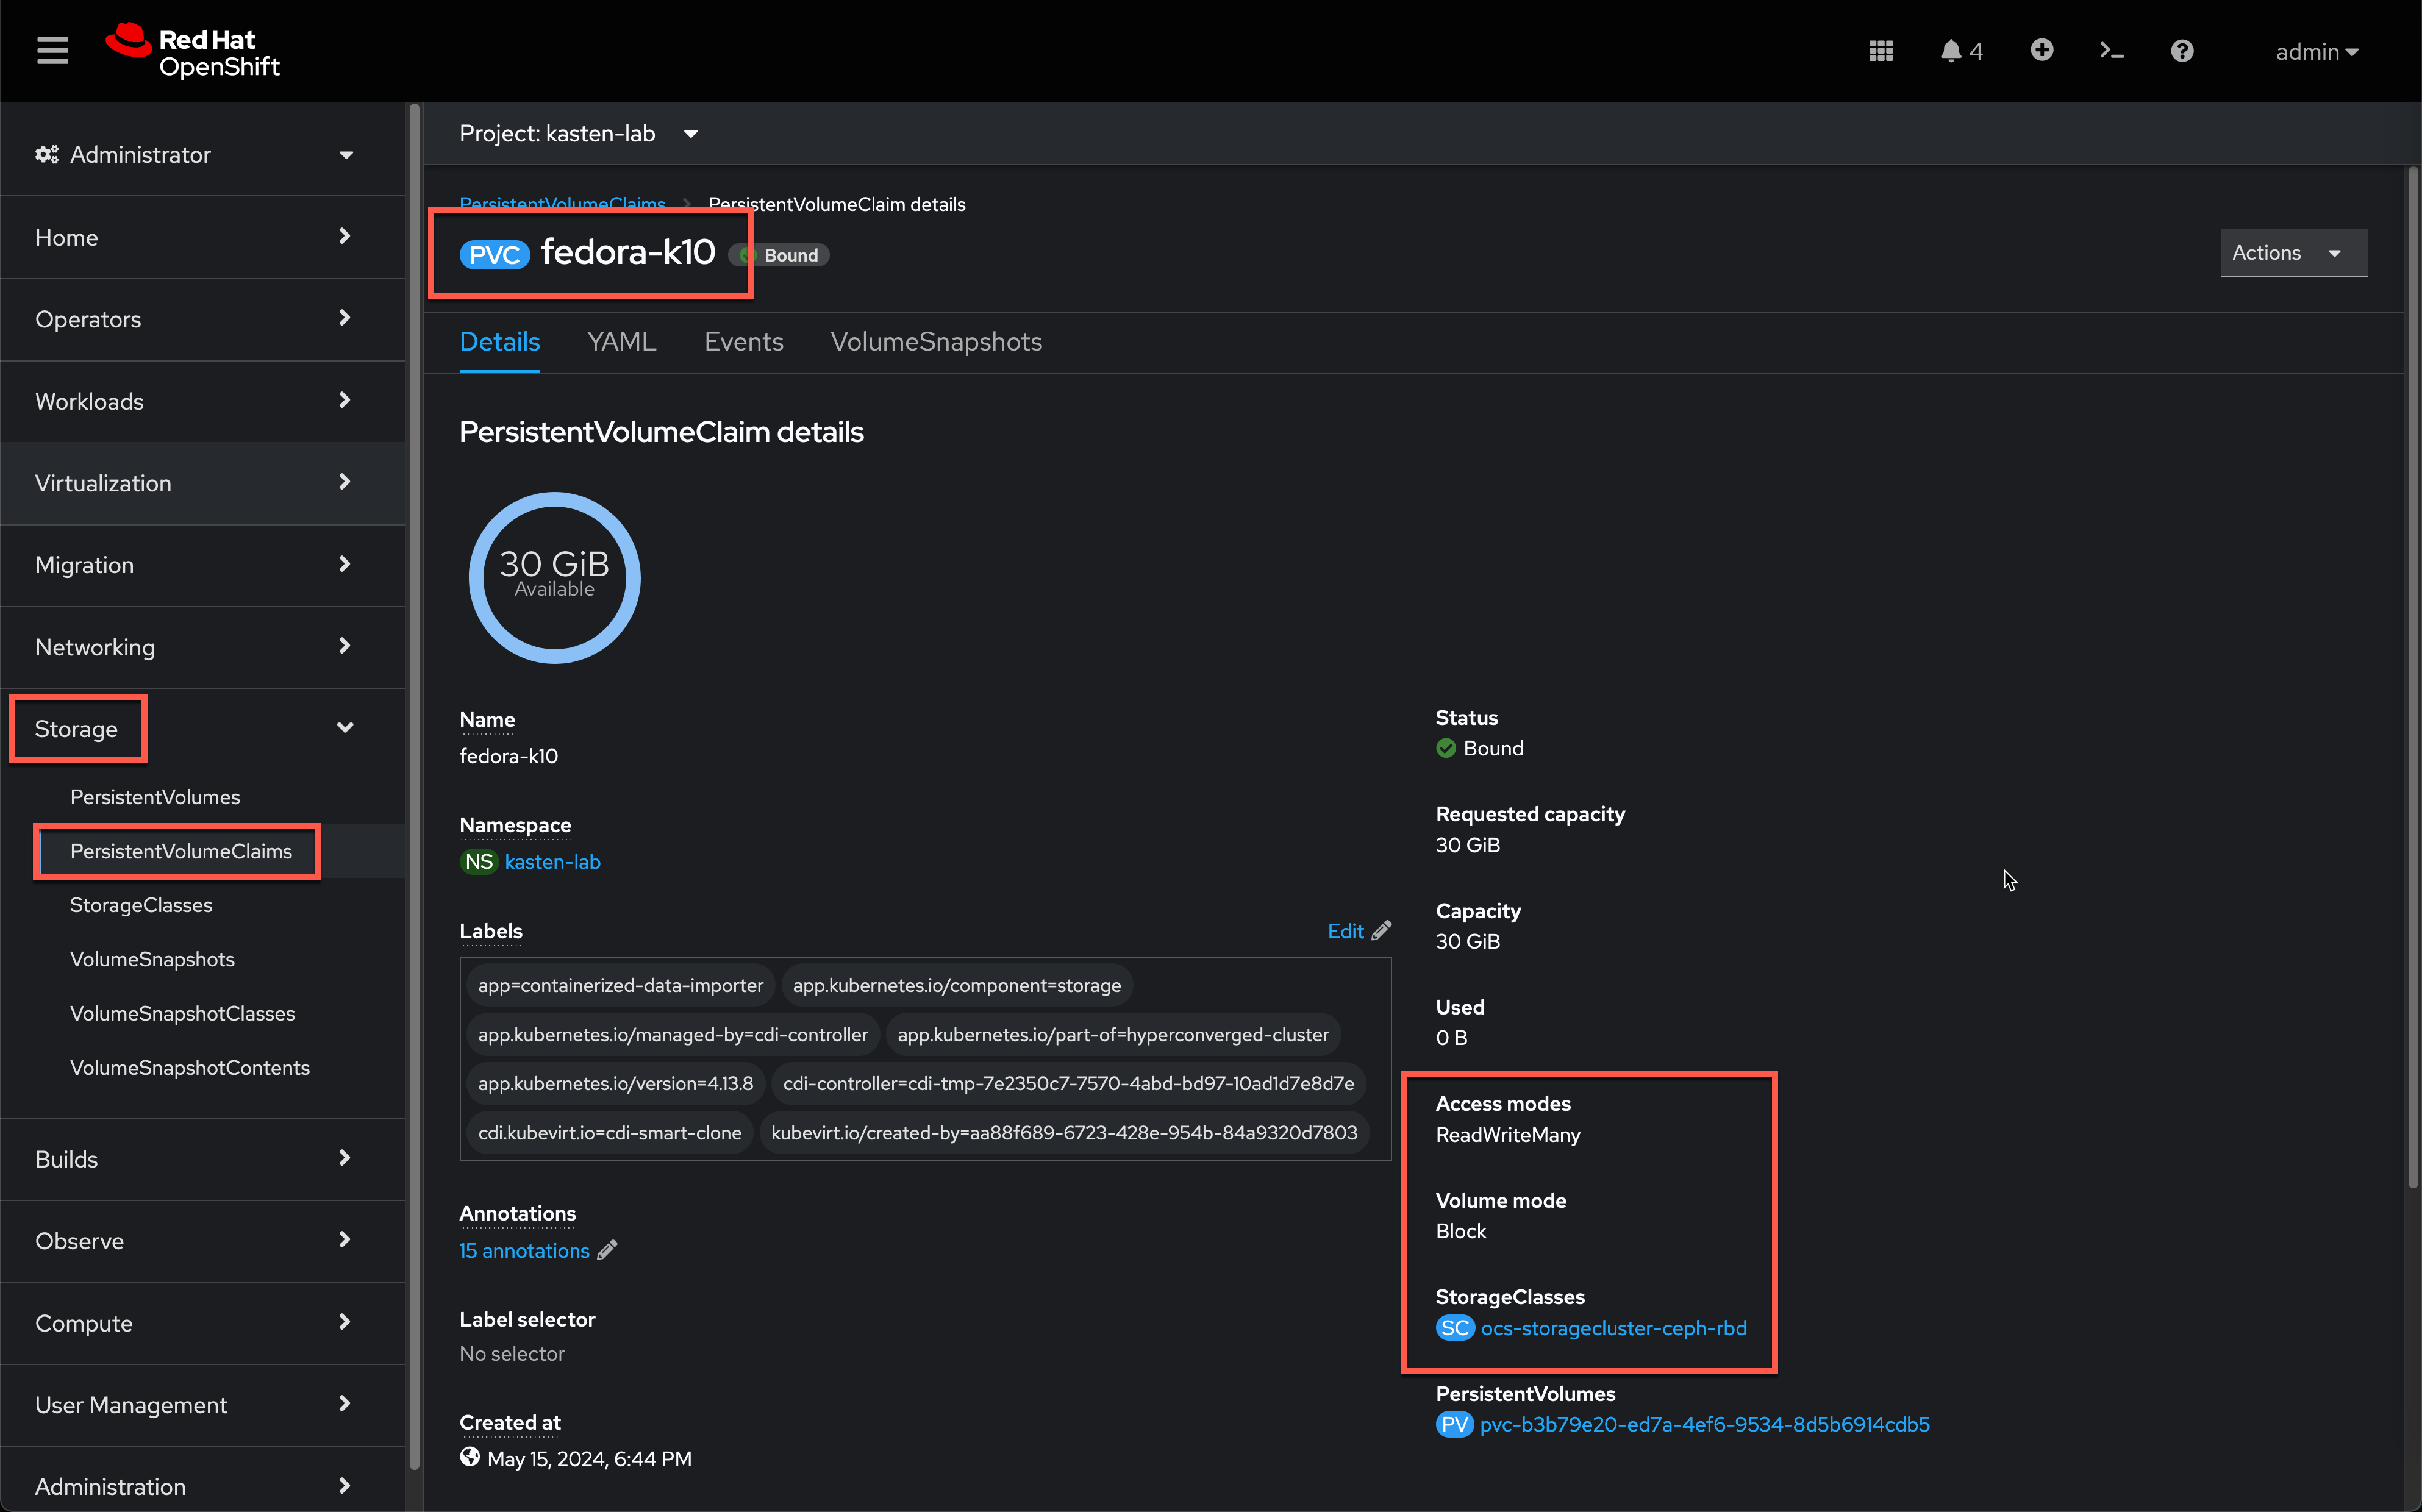 Red Hat
OpenShift
4
admin
Administrator
Home
Operators
Workloads
Virtualization
Migration
Networking
Storage
PersistentVolumes
PersistentVolumeClaims
StorageClasses
VolumeSnapshots
VolumeSnapshotClasses
VolumeSnapshotContents
Builds
Observe
Compute
User Management
Administration
Project: kasten-lab
PersistentVolumeClaims > PersistentVolumeClaim details
PVC fedora-k10 Bound
Actions
Details YAML Events VolumeSnapshots
PersistentVolumeClaim details
30 GiB
Available
Name
fedora-k10
Namespace
NS kasten-lab
Labels Edit
app=containerized-data-importer app.kubernetes.io/component=storage
app.kubernetes.io/managed-by=cdi-controller app.kubernetes.io/part-of=hyperconverged-cluster
app.kubernetes.io/version=4.13.8 cdi-controller=cdi-tmp-7e2350c7-7570-4abd-bd97-10ad1d7e8d7e
cdi.kubevirt.io=cdi-smart-clone kubevirt.io/created-by=aa88f689-6723-428e-954b-84a9320d7803
Annotations
15 annotations
Label selector
No selector
Created at
May 15, 2024, 6:44 PM
Status
Bound
Requested capacity
30 GiB
Capacity
30 GiB
Used
0 B
Access modes
ReadWriteMany
Volume mode
Block
StorageClasses
SC ocs-storagecluster-ceph-rbd
PersistentVolumes
PV pvc-b3b79e20-ed7a-4ef6-9534-8d5b6914cdb5